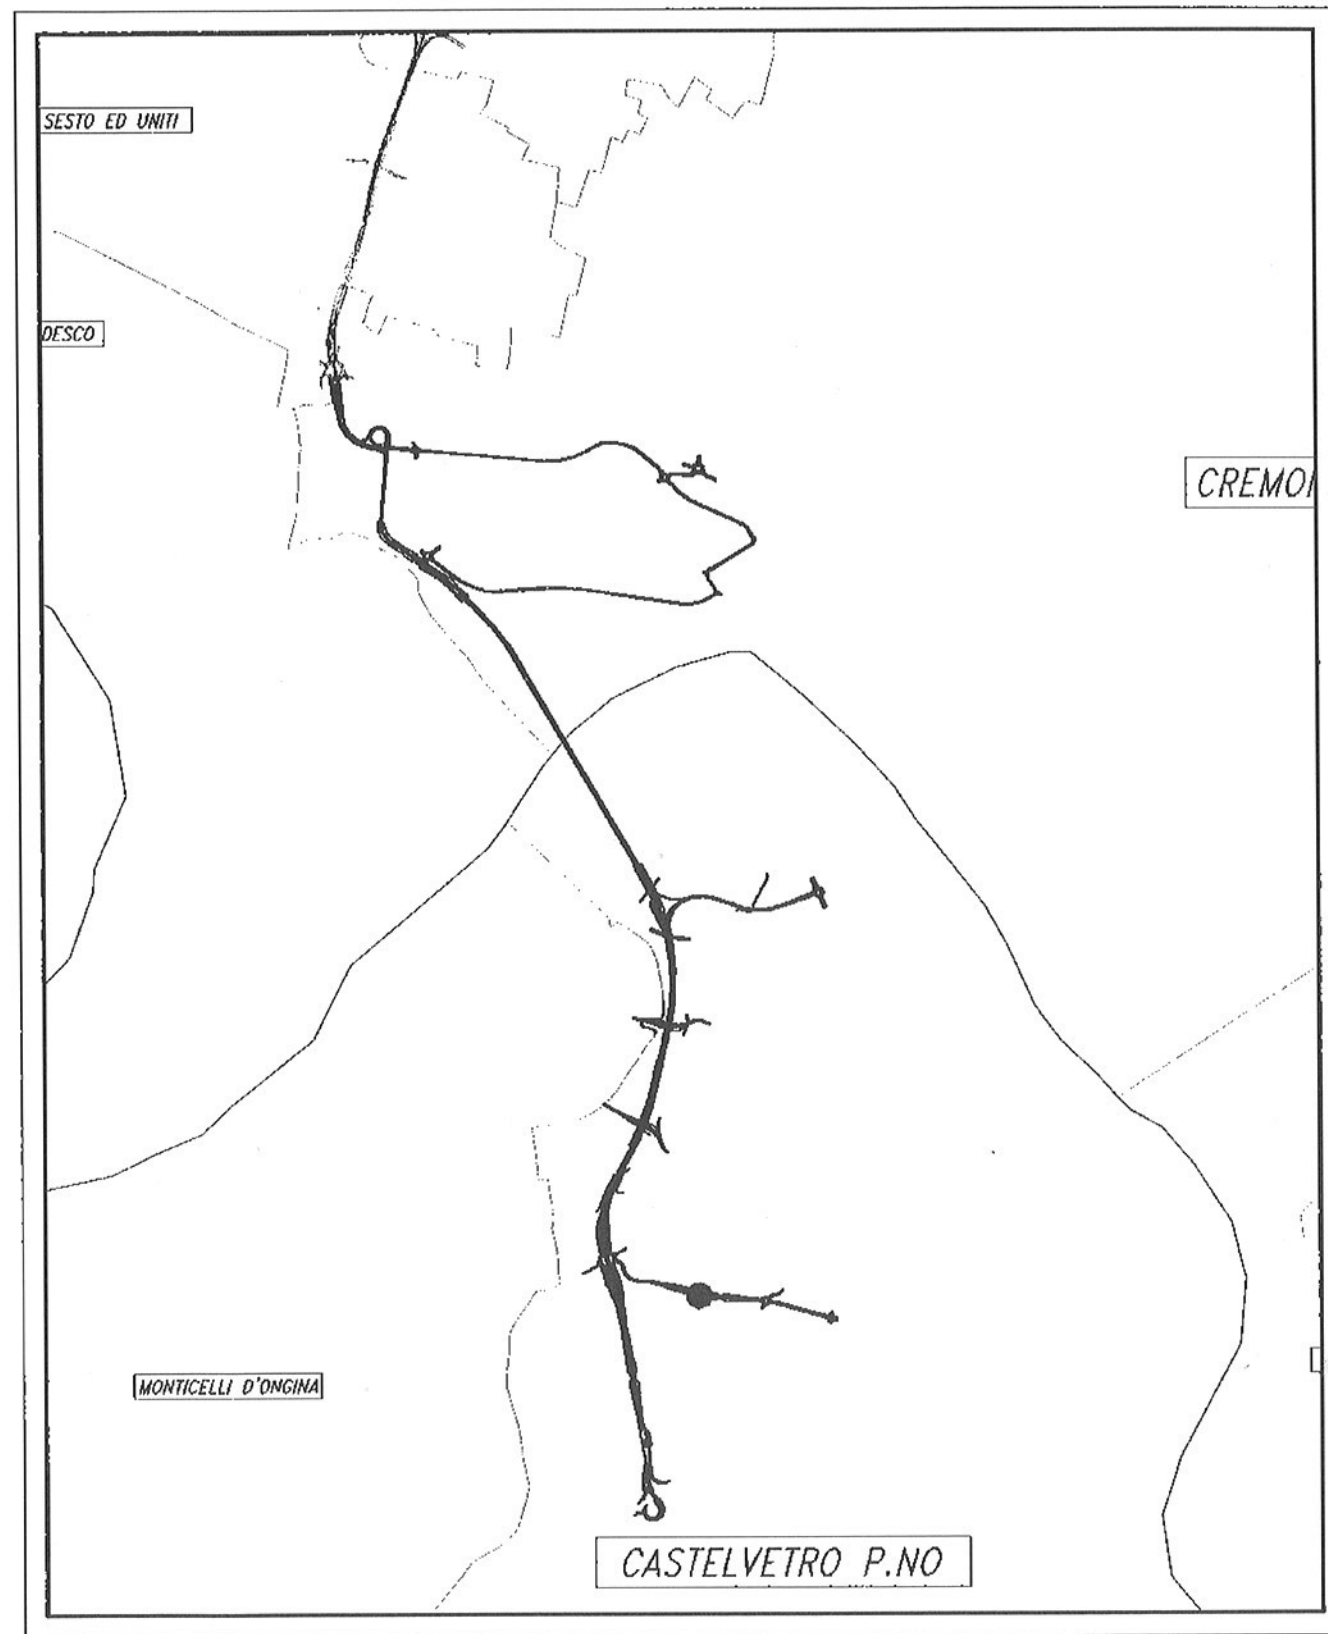 SESTO ED UNITI
DESCO
CREMO
MONTICELLI D'ONGINA
CASTELVETRO P.NO